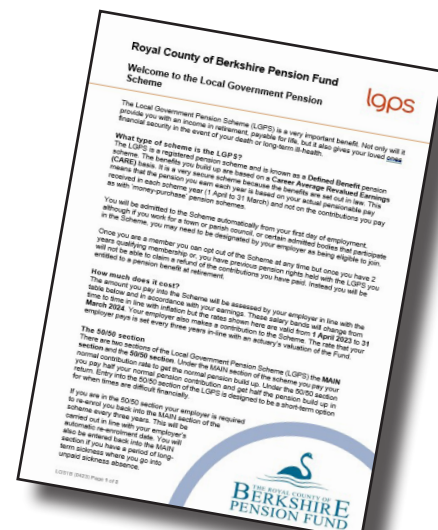 Royal County of Berkshire Pension Fund
lgps
Welcome to the Local Government Pension
Scheme
The Local Government Pension Scheme (LGPS) is a very important benefit. Not only will it
provide you with an income in retirement, payable for life, but it also gives your loved ones
financial security in the event of your death or long-term ill-health.
What type of scheme is the LGPS?
The LGPS is a registered pension scheme and is known as a Defined Benefit pension
scheme. The benefits you build up are based on a Career Average Revalued Earnings
(CARE) basis. It is a very secure scheme because the benefits are set out in law. This
means that the pension you earn each year is based on your actual pensionable pay
received in each scheme year (1 April to 31 March) and not on the contributions you pay
as with 'money-purchase' pension schemes.
You will be admitted to the Scheme automatically from your first day of employment,
although if you work for a town or parish council, or certain admitted bodies that participate
in the Scheme, you may need to be designated by your employer as being eligible to join.
Once you are a member you can opt out of the Scheme at any time but once you have 2
years qualifying membership or, you have previous pension rights held with the LGPS you
will not be able to claim a refund of the contributions you have paid. Instead you will be
entitled to a pension benefit at retirement.
How much does it cost?
The amount you pay into the Scheme will be assessed by your employer in line with the
table below and in accordance with your earnings. These salary bands will change from
time to time in line with inflation but the rates shown here are valid from 1 April 2023 to 31
March 2024. Your employer also makes a contribution to the Scheme. The rate that your
employer pays is set every three years in-line with an actuary's valuation of the Fund.
The 50/50 section
There are two sections of the Local Government Pension Scheme (LGPS) the MAIN
section and the 50/50 section. Under the MAIN section of the scheme you pay your
normal contribution rate to get the normal pension build up. Under the 50/50 section
you pay half your normal pension contribution and get half the pension build up in
return. Entry into the 50/50 section of the LGPS is designed to be a short-term option
for when times are difficult financially.
If you are in the 50/50 section your employer is required
to re-enrol you back into the MAIN section of the
scheme every three years. This will be
carried out in line with your employer's
automatic re-enrolment date. You will
also be entered back into the MAIN
section if you have a period of long-
term sickness where you go into
unpaid sickness absence.
THE ROYAL COUNTY OF
BERKSHIRE
PENSION FUND
Page 1 of 2